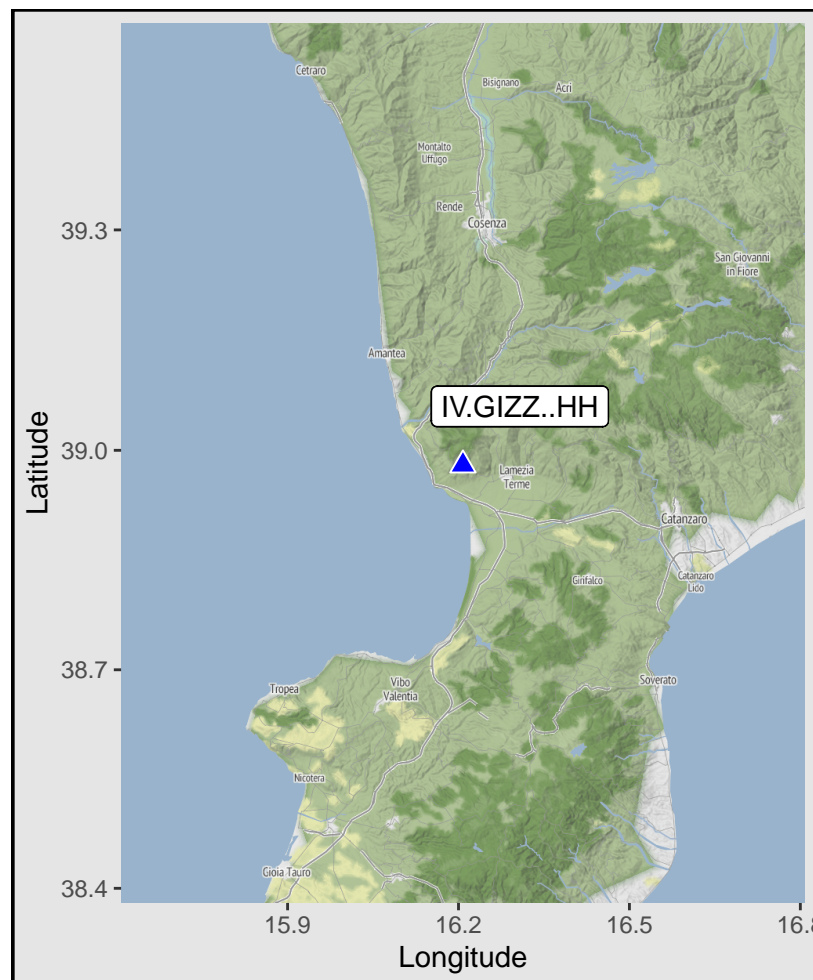 Cetraro
Bisignano
Acri
Montalto
Uffugo
Rende
Cosenza
39.3
San Giovanni
in Fiore
Amantea
IV.GIZZ..HH
39.0
Lamezia
Terme
Catanzaro
Latitude
Girifalco
Catanzaro
Lido
38.7
Soverato
Tropea
Vibo
Valentia
Nicotera
Gioia Tauro
38.4
15.9
16.2
16.5
16.8
Longitude